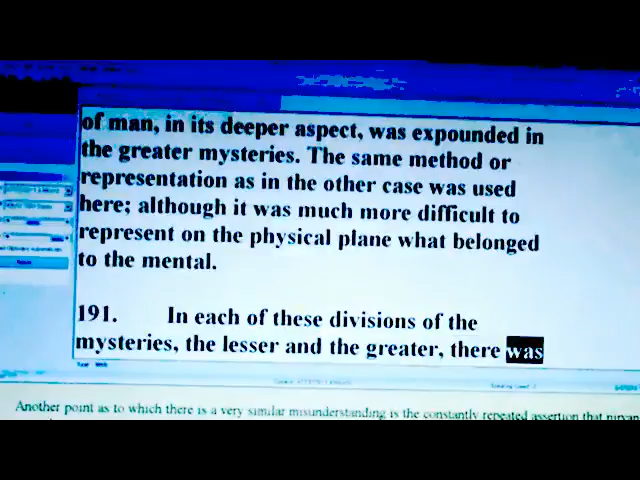 of man, in its deeper aspect, was expounded in
the greater mysteries. The same method or
representation as in the other case was used
here; although it was much more difficult to
represent on the physical plane what belonged
to the mental.
191. In each of these divisions of the
mysteries, the lesser and the greater, there was
Another point as to which there is a very similar misunderstanding is the constantly repeated assertion that nirvan